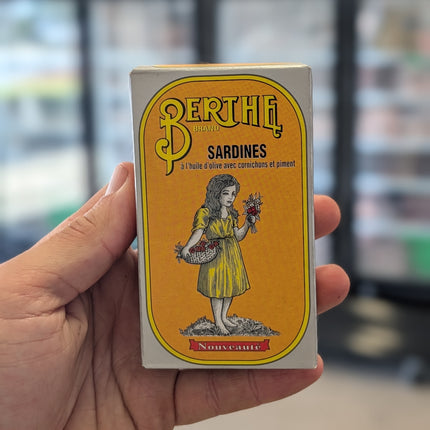 BERTHE
BRAND
SARDINES
à l'huile d'olive avec cornichons et piment
Nouveauté